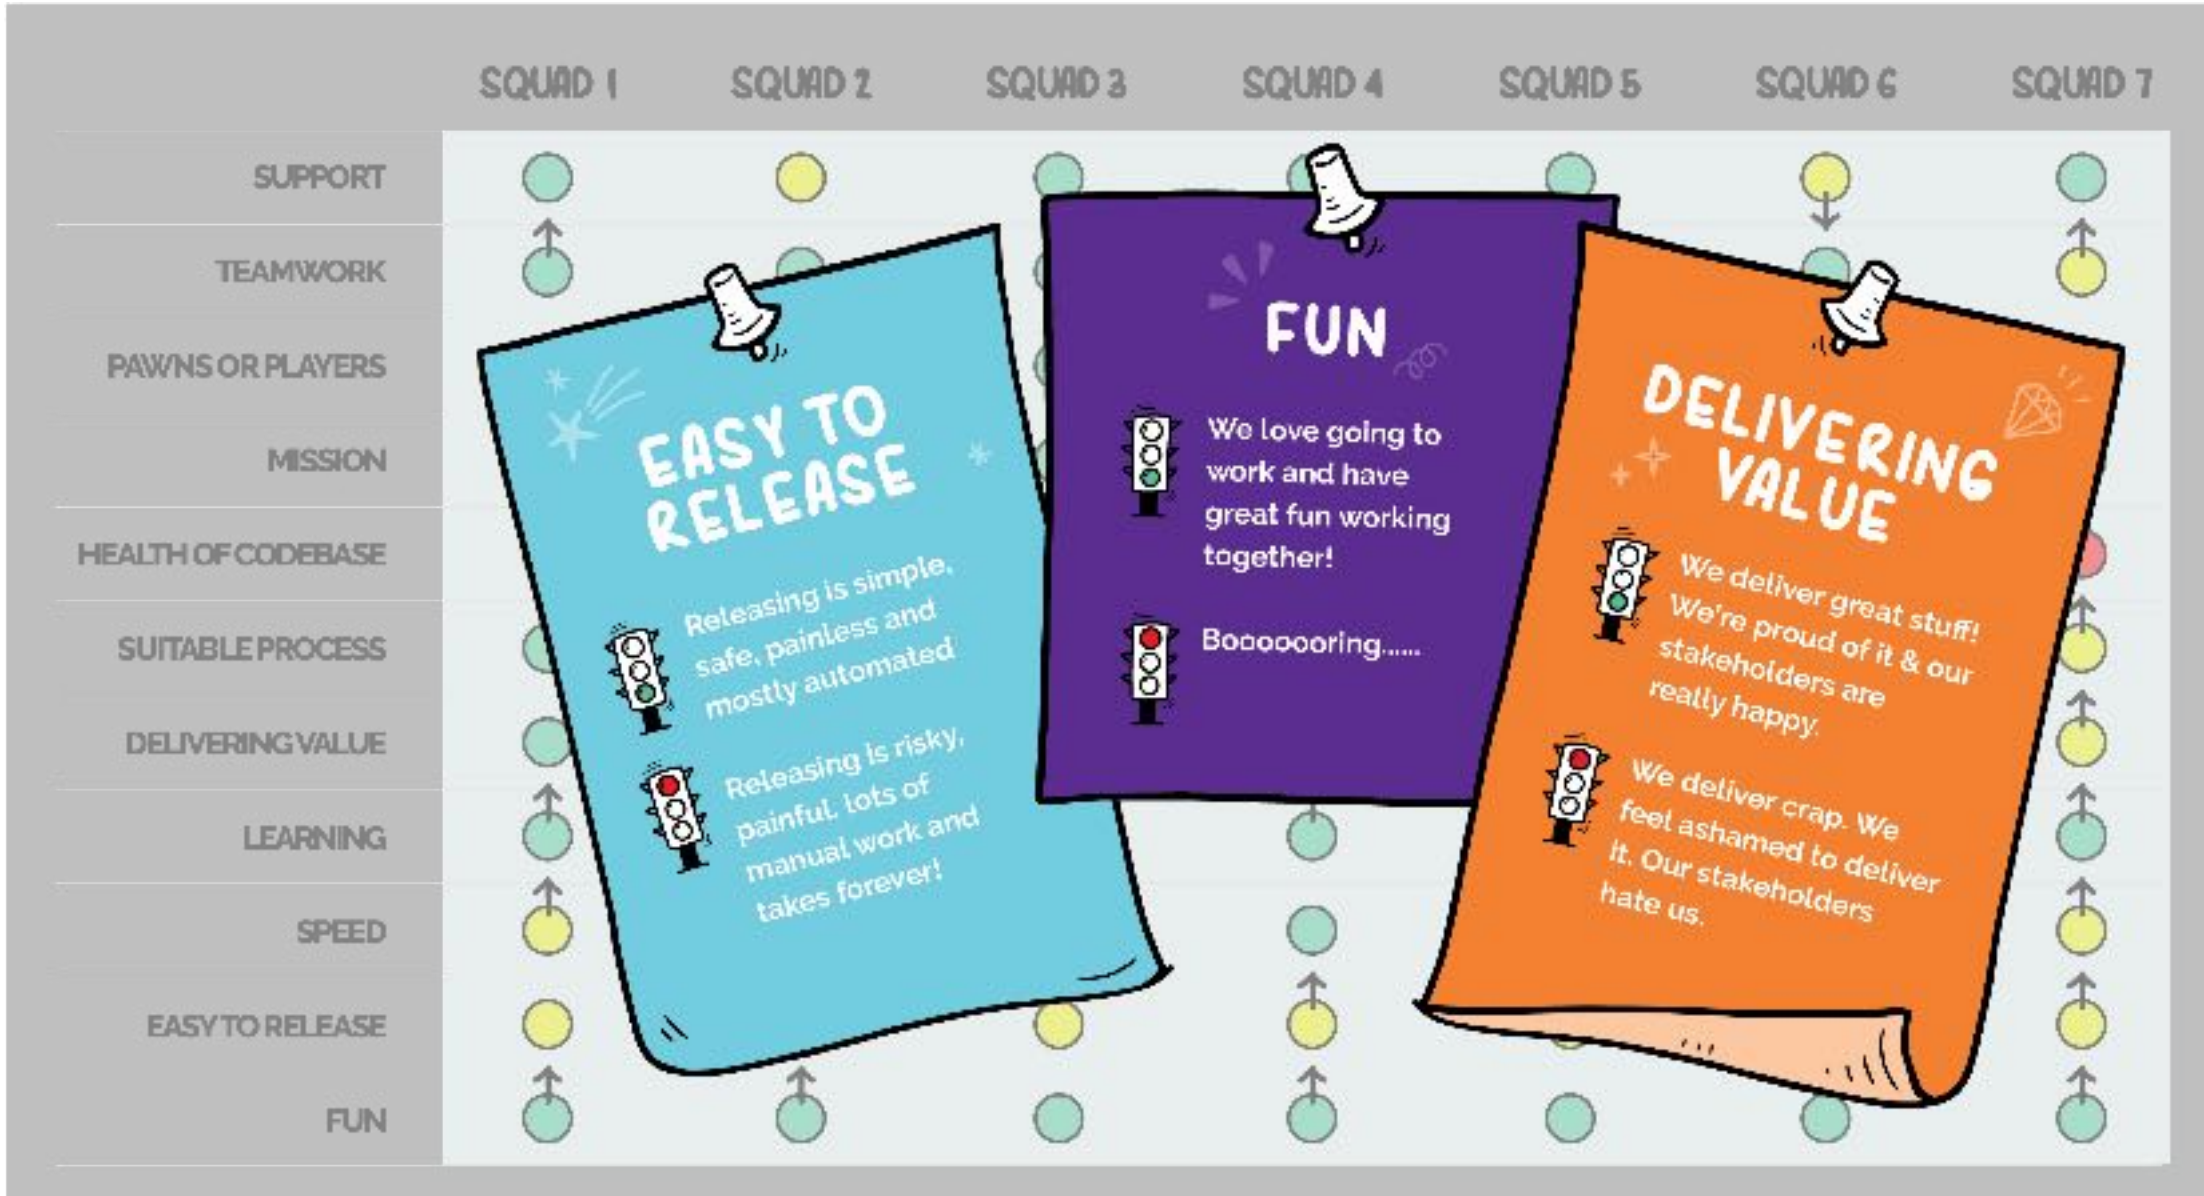 SQUAD 1 SQUAD 2 SQUAD 3 SQUAD 4 SQUAD 5 SQUAD 6 SQUAD 7
SUPPORT
TEAMWORK
PAWNS OR PLAYERS
MISSION
HEALTH OF CODEBASE
SUITABLE PROCESS
DELIVERING VALUE
LEARNING
SPEED
EASY TO RELEASE
FUN
EASY TO
RELEASE
Releasing is simple,
safe, painless and
mostly automated
Releasing is risky,
painful, lots of
manual work and
takes forever!
FUN
We love going to
work and have
great fun working
together!
Boooooooring......
DELIVERING
VALUE
We deliver great stuff!
We're proud of it & our
stakeholders are
really happy.
We deliver crap. We
feel ashamed to deliver
it. Our stakeholders
hate us.